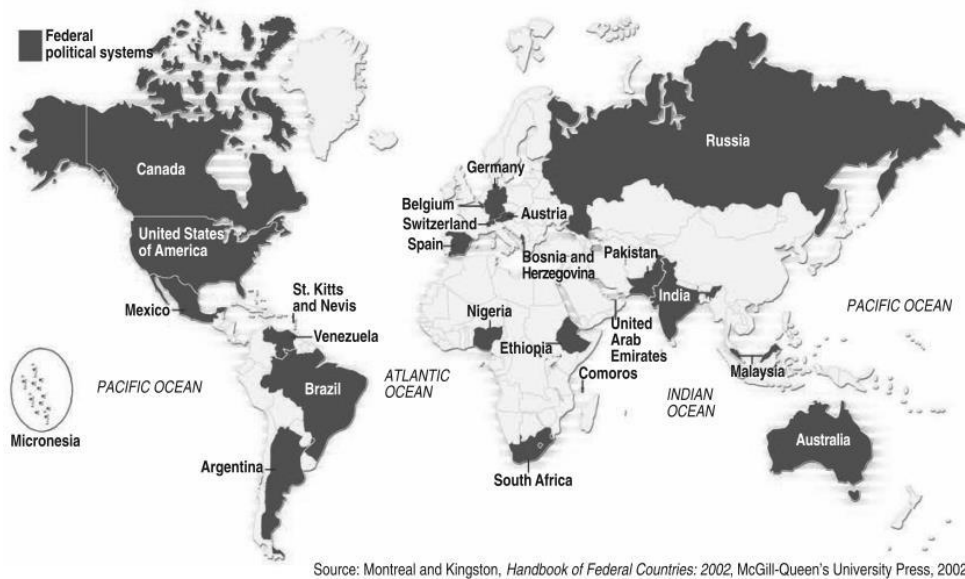 Federal
political systems
Canada
United States
of America
Mexico
St. Kitts
and Nevis
Venezuela
Brazil
Argentina
Micronesia
PACIFIC OCEAN
ATLANTIC
OCEAN
Germany
Belgium
Switzerland
Spain
Austria
Bosnia and
Herzegovina
Russia
Pakistan
India
Nigeria
Ethiopia
United
Arab
Emirates
Comoros
South Africa
Malaysia
INDIAN
OCEAN
PACIFIC OCEAN
Australia
Source: Montreal and Kingston, Handbook of Federal Countries: 2002, McGill-Queen's University Press, 2002